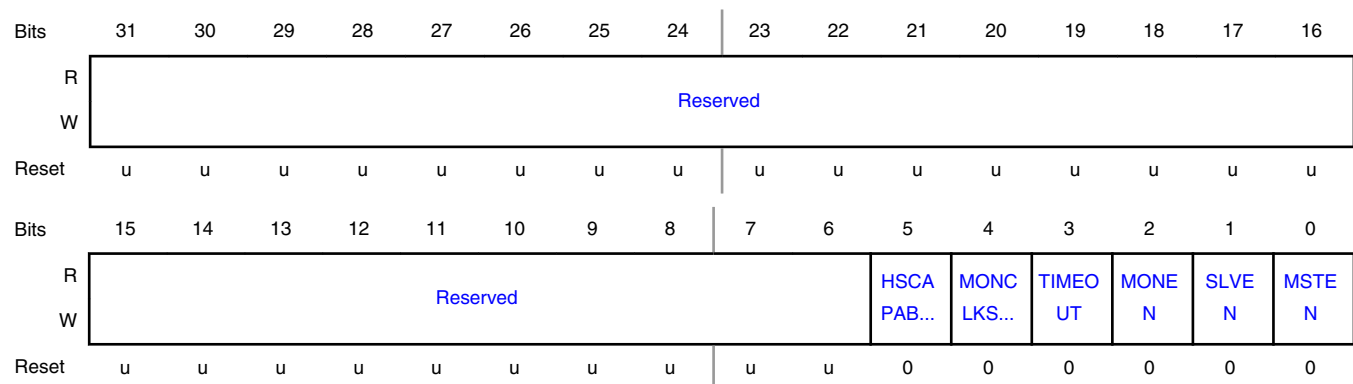 Bits 31 30 29 28 27 26 25 24 23 22 21 20 19 18 17 16
R
Reserved
W
Reset u u u u u u u u u u u u u u u u
Bits 15 14 13 12 11 10 9 8 7 6 5 4 3 2 1 0
R HSCA MONC TIMEO MONE SLVE MSTE
Reserved
W PAB... LKS... UT N N N
Reset u u u u u u u u u u 0 0 0 0 0 0